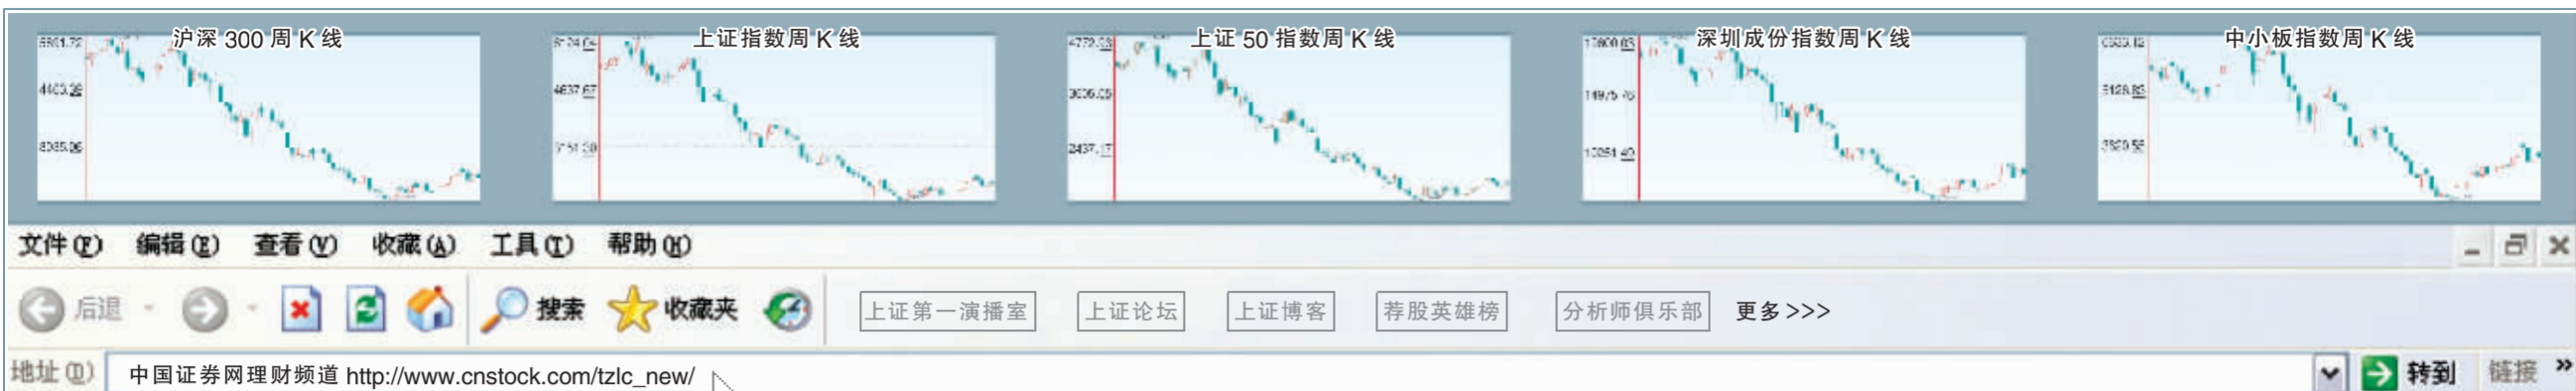 沪深 300 周 K 线
上证指数周 K 线
上证 50 指数周 K 线
深圳成份指数周 K 线
中小板指数周 K 线
文件(F) 编辑(E) 查看(V) 收藏(A) 工具(T) 帮助(H)
后退 搜索 收藏夹 上证第一演播室 上证论坛 上证博客 荐股英雄榜 分析师俱乐部 更多>>>
地址(D) 中国证券网理财频道 http://www.cnstock.com/tzlc_new/ 转到 链接 »